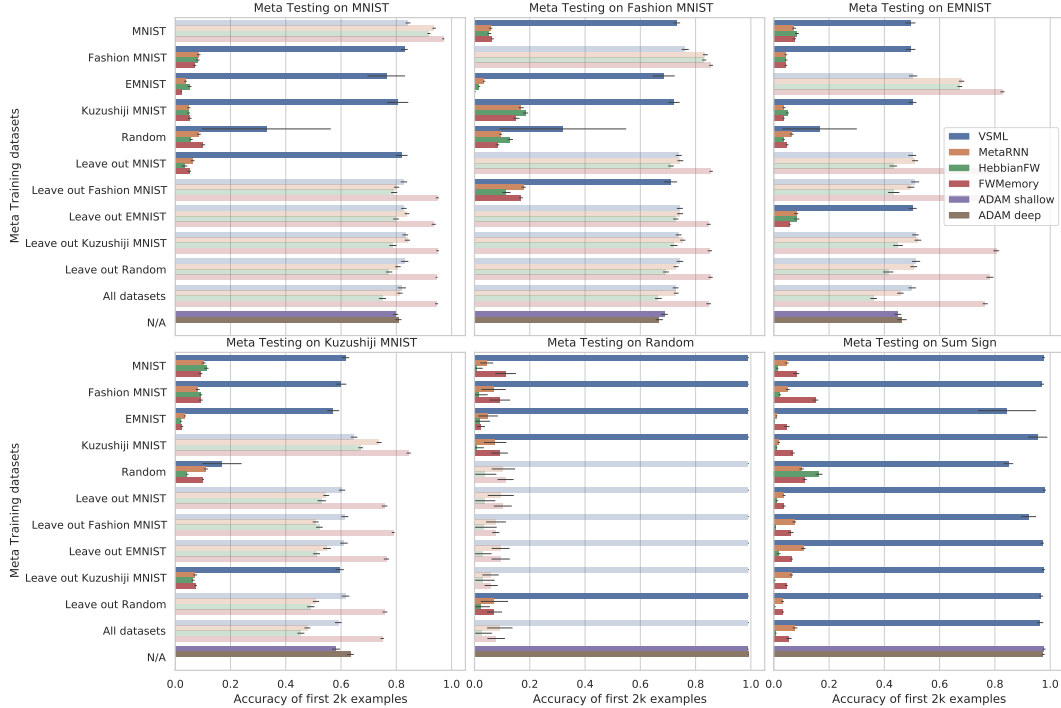 Meta Testing on MNIST
Meta Testing on Fashion MNIST
Meta Testing on EMNIST
Meta Training datasets
MNIST
Fashion MNIST
EMNIST
Kuzushiji MNIST
Random
Leave out MNIST
Leave out Fashion MNIST
Leave out EMNIST
Leave out Kuzushiji MNIST
Leave out Random
All datasets
N/A
VSML
MetaRNN
HebbianFW
FWMemory
ADAM shallow
ADAM deep
Meta Testing on Kuzushiji MNIST
Meta Testing on Random
Meta Testing on Sum Sign
Meta Training datasets
MNIST
Fashion MNIST
EMNIST
Kuzushiji MNIST
Random
Leave out MNIST
Leave out Fashion MNIST
Leave out EMNIST
Leave out Kuzushiji MNIST
Leave out Random
All datasets
N/A
0.0 0.2 0.4 0.6 0.8 1.0
0.0 0.2 0.4 0.6 0.8 1.0
0.0 0.2 0.4 0.6 0.8 1.0
Accuracy of first 2k examples
Accuracy of first 2k examples
Accuracy of first 2k examples